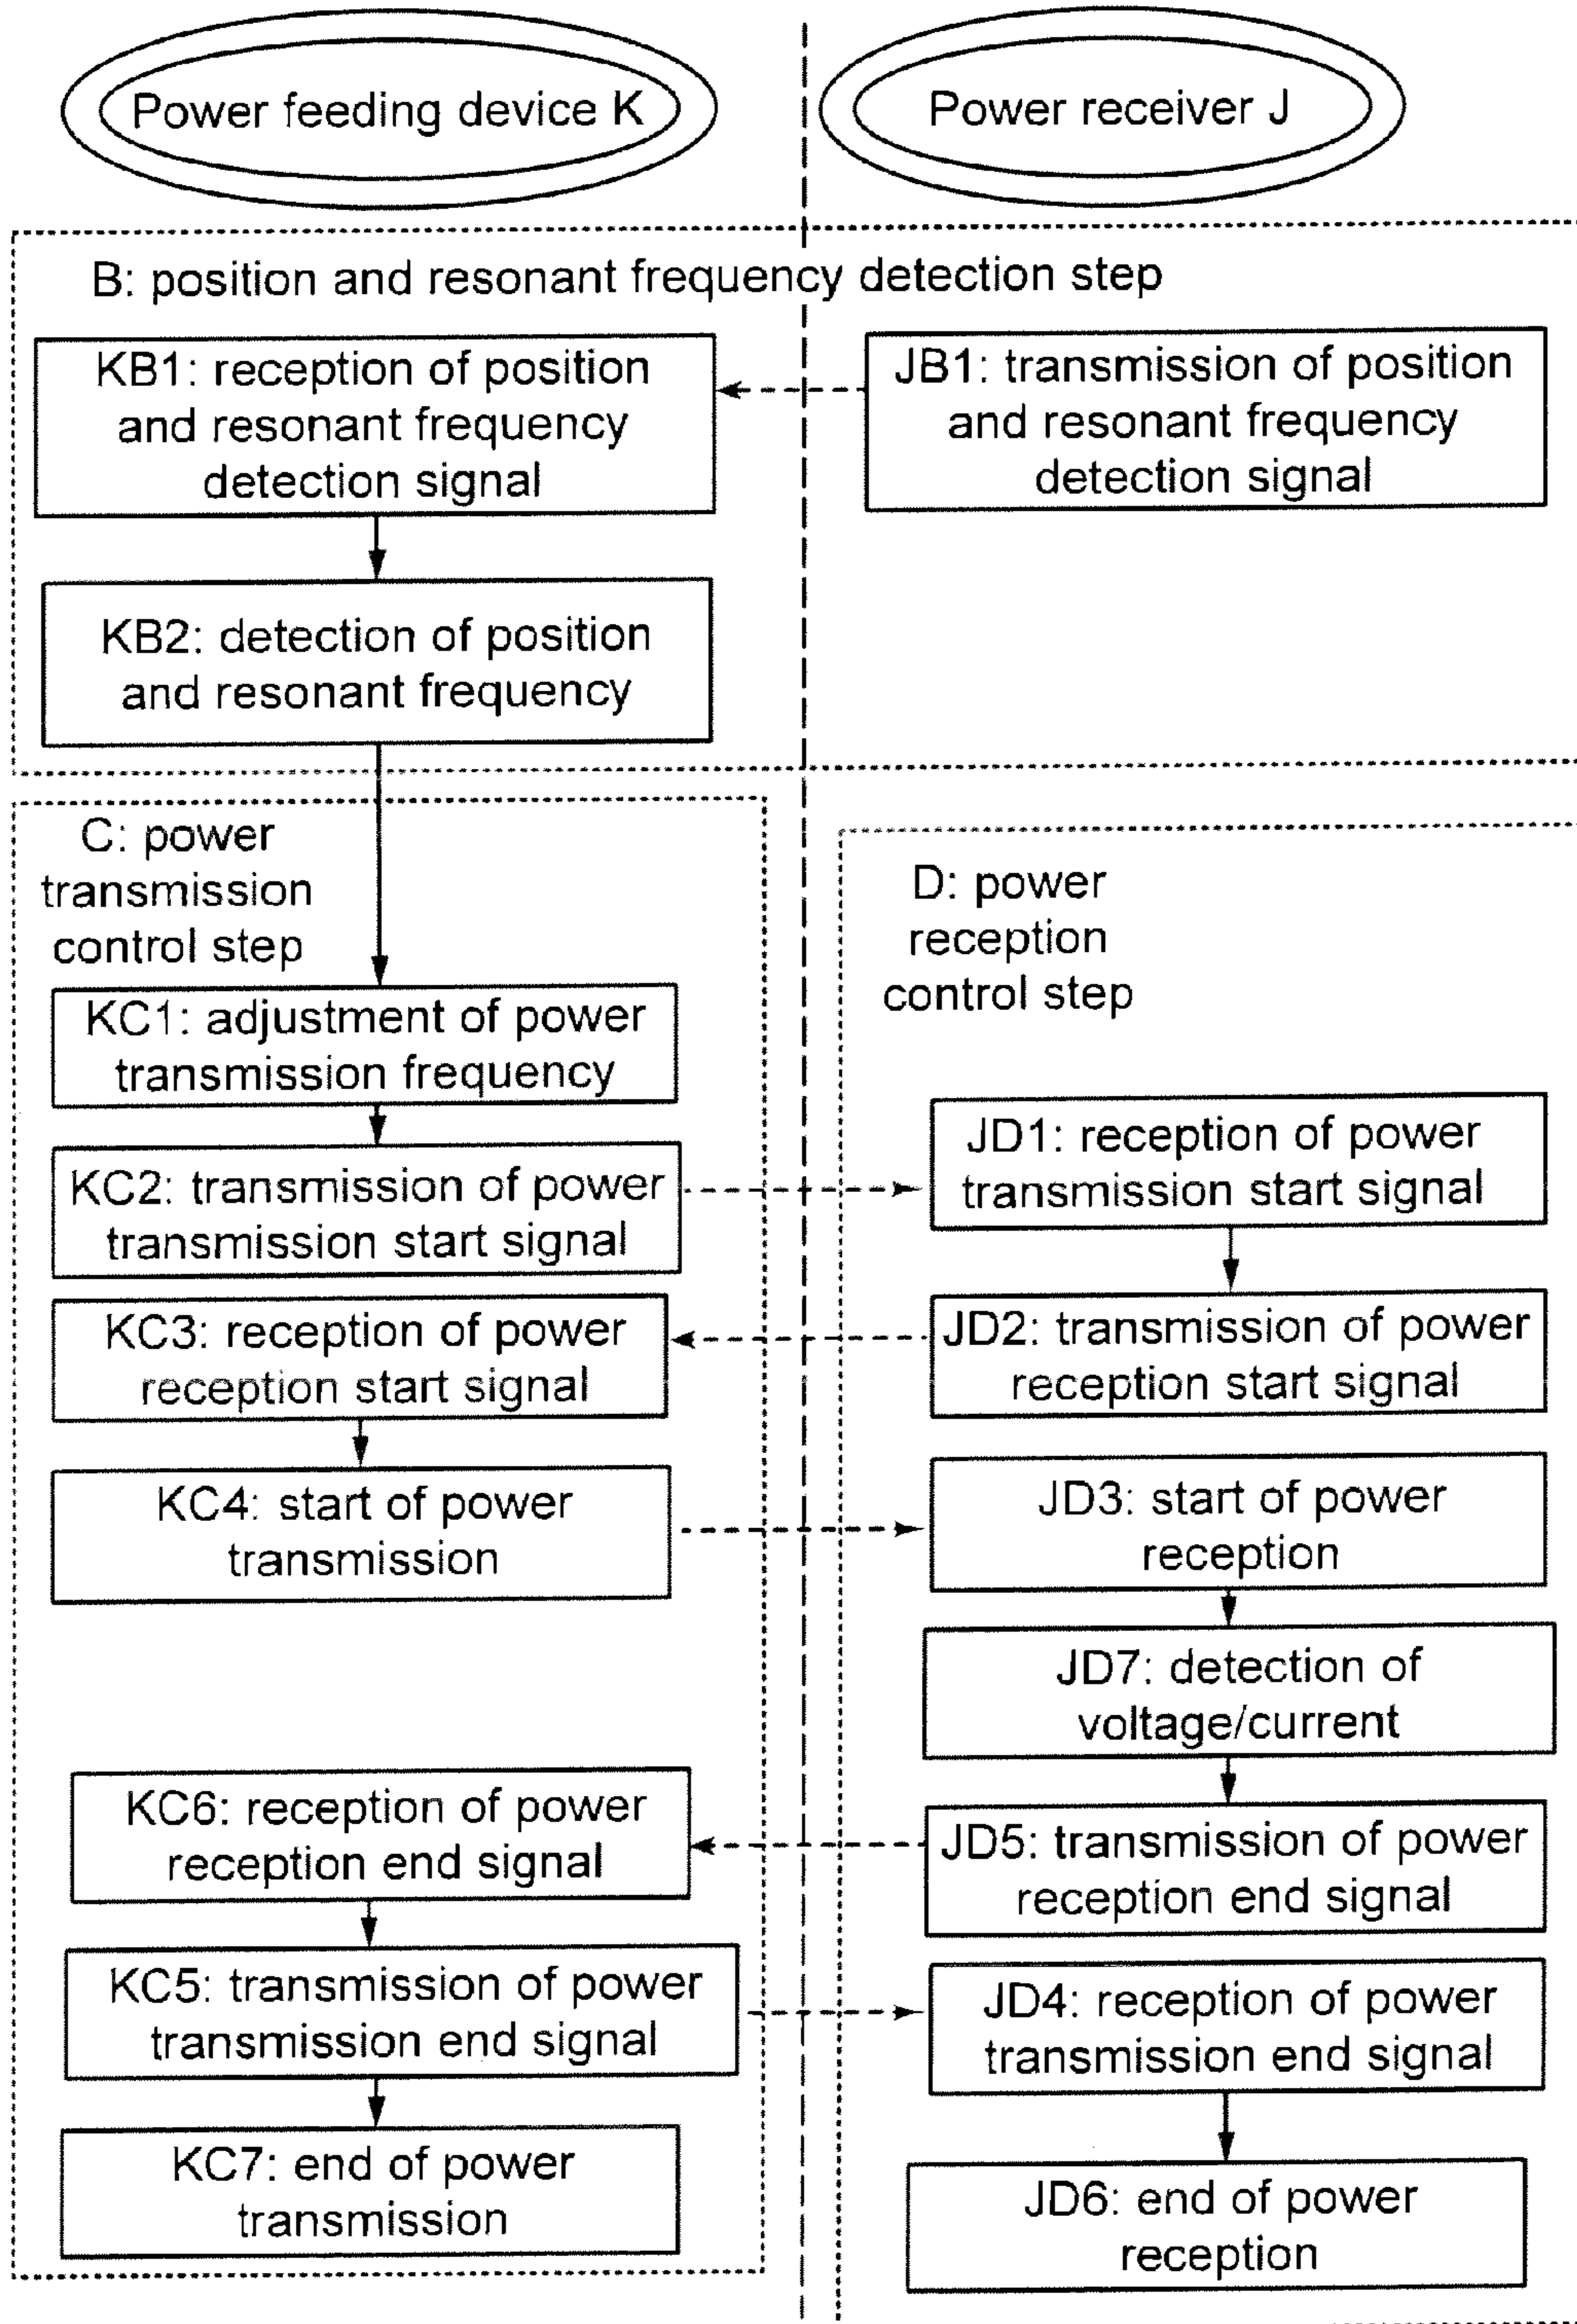 Power feeding device K
Power receiver J
B: position and resonant frequency detection step
KB1: reception of position
and resonant frequency
detection signal
JB1: transmission of position
and resonant frequency
detection signal
KB2: detection of position
and resonant frequency
C: power
transmission
control step
D: power
reception
control step
KC1: adjustment of power
transmission frequency
KC2: transmission of power
transmission start signal
JD1: reception of power
transmission start signal
KC3: reception of power
reception start signal
JD2: transmission of power
reception start signal
KC4: start of power
transmission
JD3: start of power
reception
JD7: detection of
voltage/current
KC6: reception of power
reception end signal
JD5: transmission of power
reception end signal
KC5: transmission of power
transmission end signal
JD4: reception of power
transmission end signal
KC7: end of power
transmission
JD6: end of power
reception